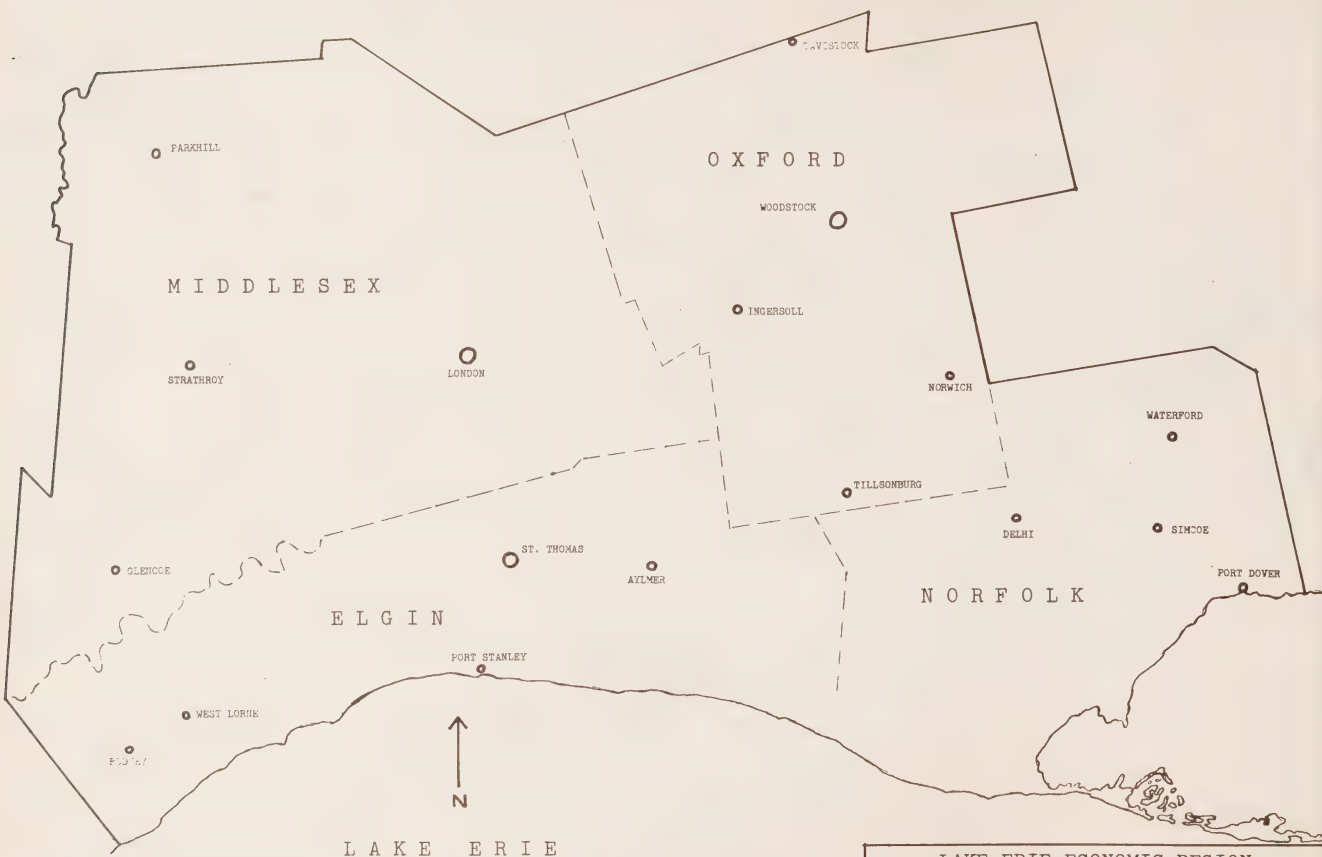 TAVISTOCK
PARKHILL
OXFORD
WOODSTOCK
MIDDLESEX
INGERSOLL
STRATHROY
LONDON
NORWICH
WATERFORD
TILLSONBURG
DELHI
SIMCOE
ST. THOMAS
GLENCOE
AYLMER
PORT DOVER
NORFOLK
ELGIN
PORT STANLEY
WEST LORNE
N
LAKE ERIE
LAKE ERIE ECONOMIC REGION